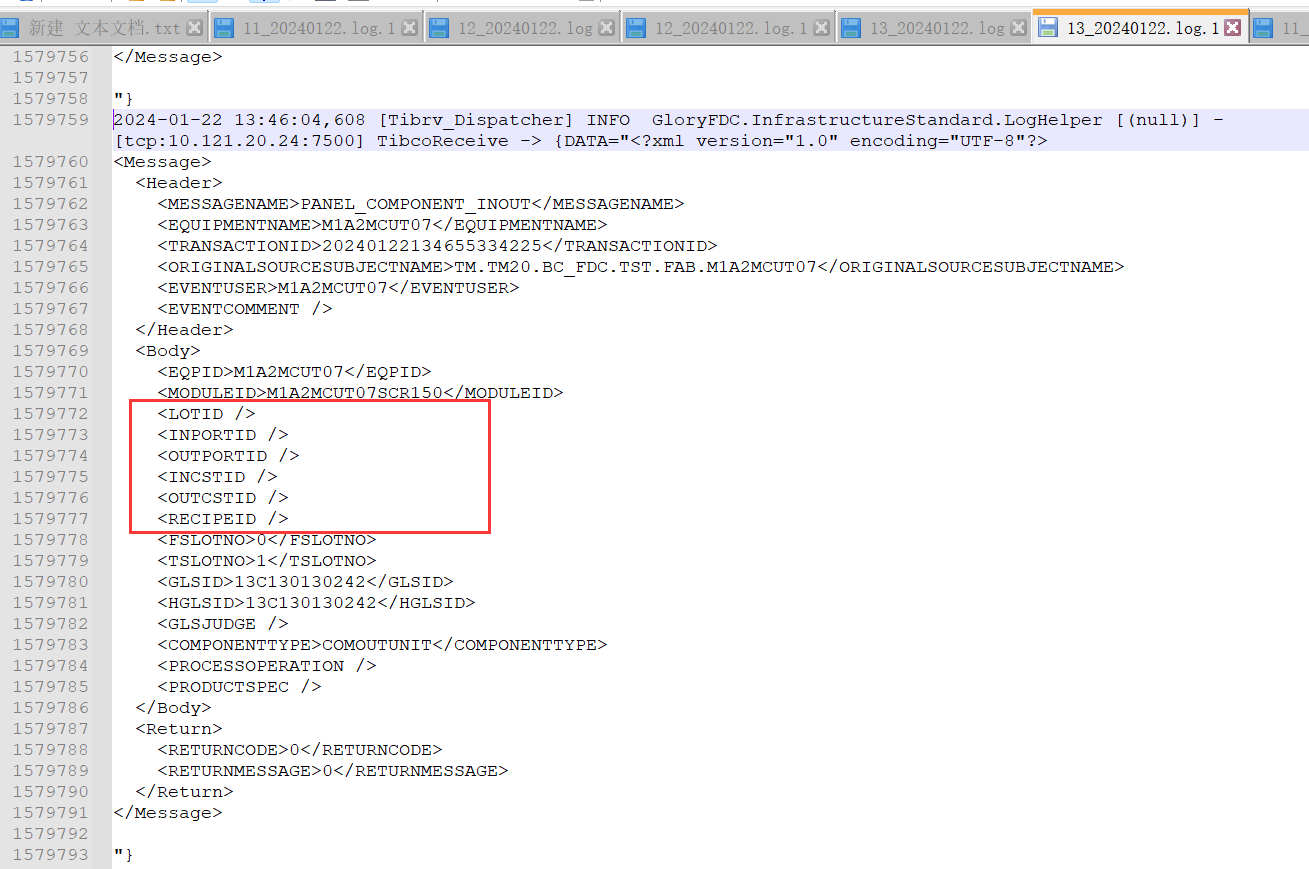 新建 文本文档.txt 11_20240122.log.1 12_20240122.log 12_20240122.log.1 13_20240122.log 13_20240122.log.1 11_
1579756 </Message>
1579757
1579758 "}
1579759 2024-01-22 13:46:04,608 [Tibrv_Dispatcher] INFO  GloryFDC.InfrastructureStandard.LogHelper [(null)] -
[tcp:10.121.20.24:7500] TibcoReceive -> {DATA="<?xml version="1.0" encoding="UTF-8"?>
1579760 <Message>
1579761   <Header>
1579762     <MESSAGENAME>PANEL_COMPONENT_INOUT</MESSAGENAME>
1579763     <EQUIPMENTNAME>M1A2MCUT07</EQUIPMENTNAME>
1579764     <TRANSACTIONID>20240122134655334225</TRANSACTIONID>
1579765     <ORIGINALSOURCESUBJECTNAME>TM.TM20.BC_FDC.TST.FAB.M1A2MCUT07</ORIGINALSOURCESUBJECTNAME>
1579766     <EVENTUSER>M1A2MCUT07</EVENTUSER>
1579767     <EVENTCOMMENT />
1579768   </Header>
1579769   <Body>
1579770     <EQPID>M1A2MCUT07</EQPID>
1579771     <MODULEID>M1A2MCUT07SCR150</MODULEID>
1579772     <LOTID />
1579773     <INPORTID />
1579774     <OUTPORTID />
1579775     <INCSTID />
1579776     <OUTCSTID />
1579777     <RECIPEID />
1579778     <FSLOTNO>0</FSLOTNO>
1579779     <TSLOTNO>1</TSLOTNO>
1579780     <GLSID>13C130130242</GLSID>
1579781     <HGLSID>13C130130242</HGLSID>
1579782     <GLSJUDGE />
1579783     <COMPONENTTYPE>COMOUTUNIT</COMPONENTTYPE>
1579784     <PROCESSOPERATION />
1579785     <PRODUCTSPEC />
1579786   </Body>
1579787   <Return>
1579788     <RETURNCODE>0</RETURNCODE>
1579789     <RETURNMESSAGE>0</RETURNMESSAGE>
1579790   </Return>
1579791 </Message>
1579792
1579793 "}